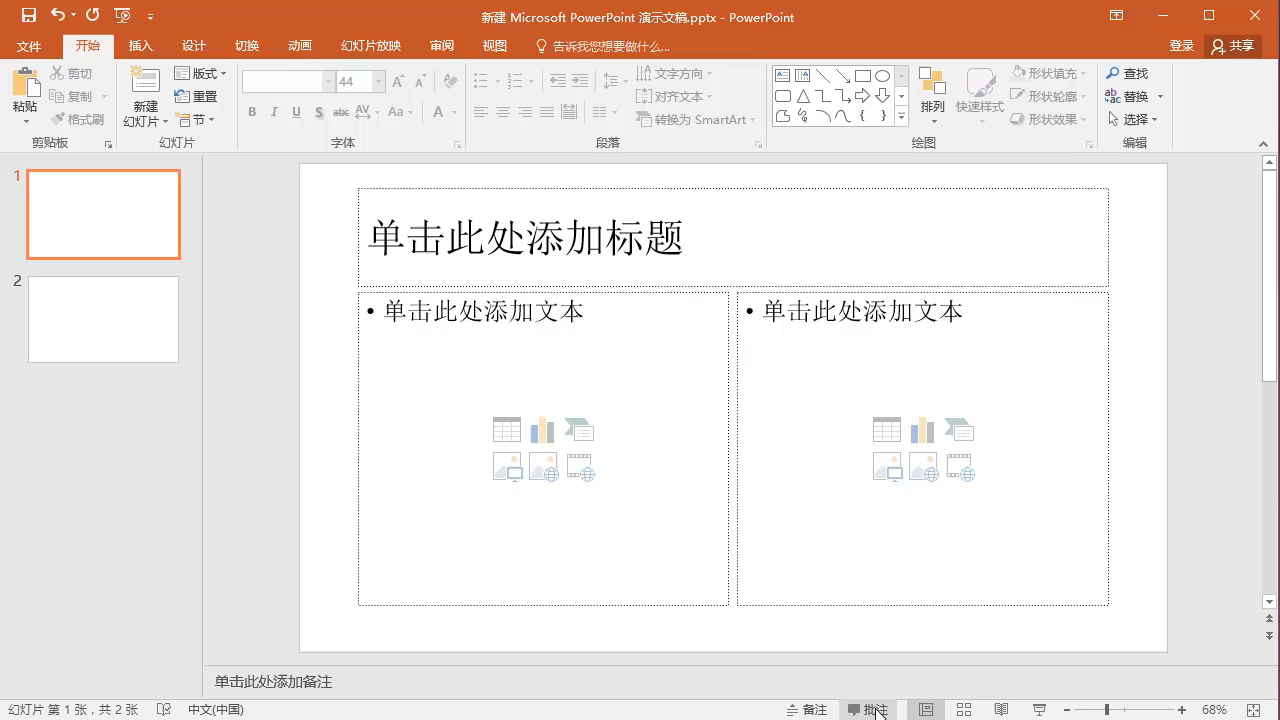 新建 Microsoft PowerPoint 演示文稿.pptx - PowerPoint
文件 开始 插入 设计 切换 动画 幻灯片放映 审阅 视图 告诉我您想要做什么... 登录 共享
粘贴 剪切 复制 格式刷 剪贴板
新建幻灯片 版式 重置 节 幻灯片
44
B I U S abc AV Aa A 字体
文字方向 对齐文本 转换为 SmartArt 段落
排列 快速样式 形状填充 形状轮廓 形状效果 绘图
查找 替换 选择 编辑
1
2
单击此处添加标题
• 单击此处添加文本
• 单击此处添加文本
单击此处添加备注
幻灯片 第 1 张，共 2 张 中文(中国) 备注 批注 68%